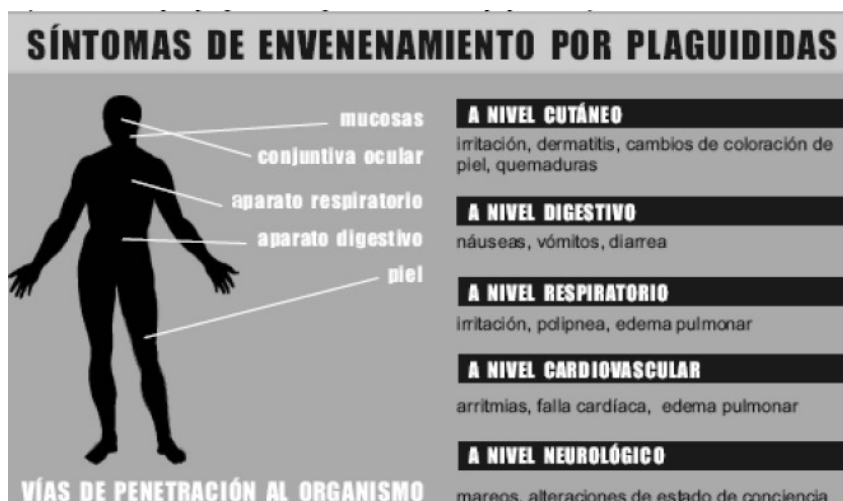 SÍNTOMAS DE ENVENENAMIENTO POR PLAGUIDIDAS
mucosas
conjuntiva ocular
aparato respiratorio
aparato digestivo
piel
VÍAS DE PENETRACIÓN AL ORGANISMO
A NIVEL CUTÁNEO
irritación, dermatitis, cambios de coloración de
piel, quemaduras
A NIVEL DIGESTIVO
náuseas, vómitos, diarrea
A NIVEL RESPIRATORIO
irritación, polipnea, edema pulmonar
A NIVEL CARDIOVASCULAR
arritmias, falla cardíaca, edema pulmonar
A NIVEL NEUROLÓGICO
mareos, alteraciones de estado de conciencia